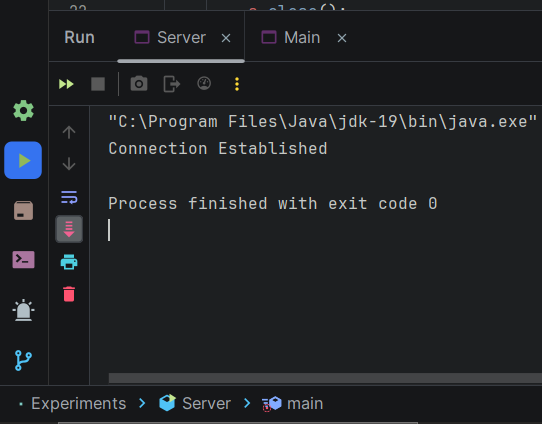 Run Server Main
"C:\Program Files\Java\jdk-19\bin\java.exe"
Connection Established
Process finished with exit code 0
Experiments Server main